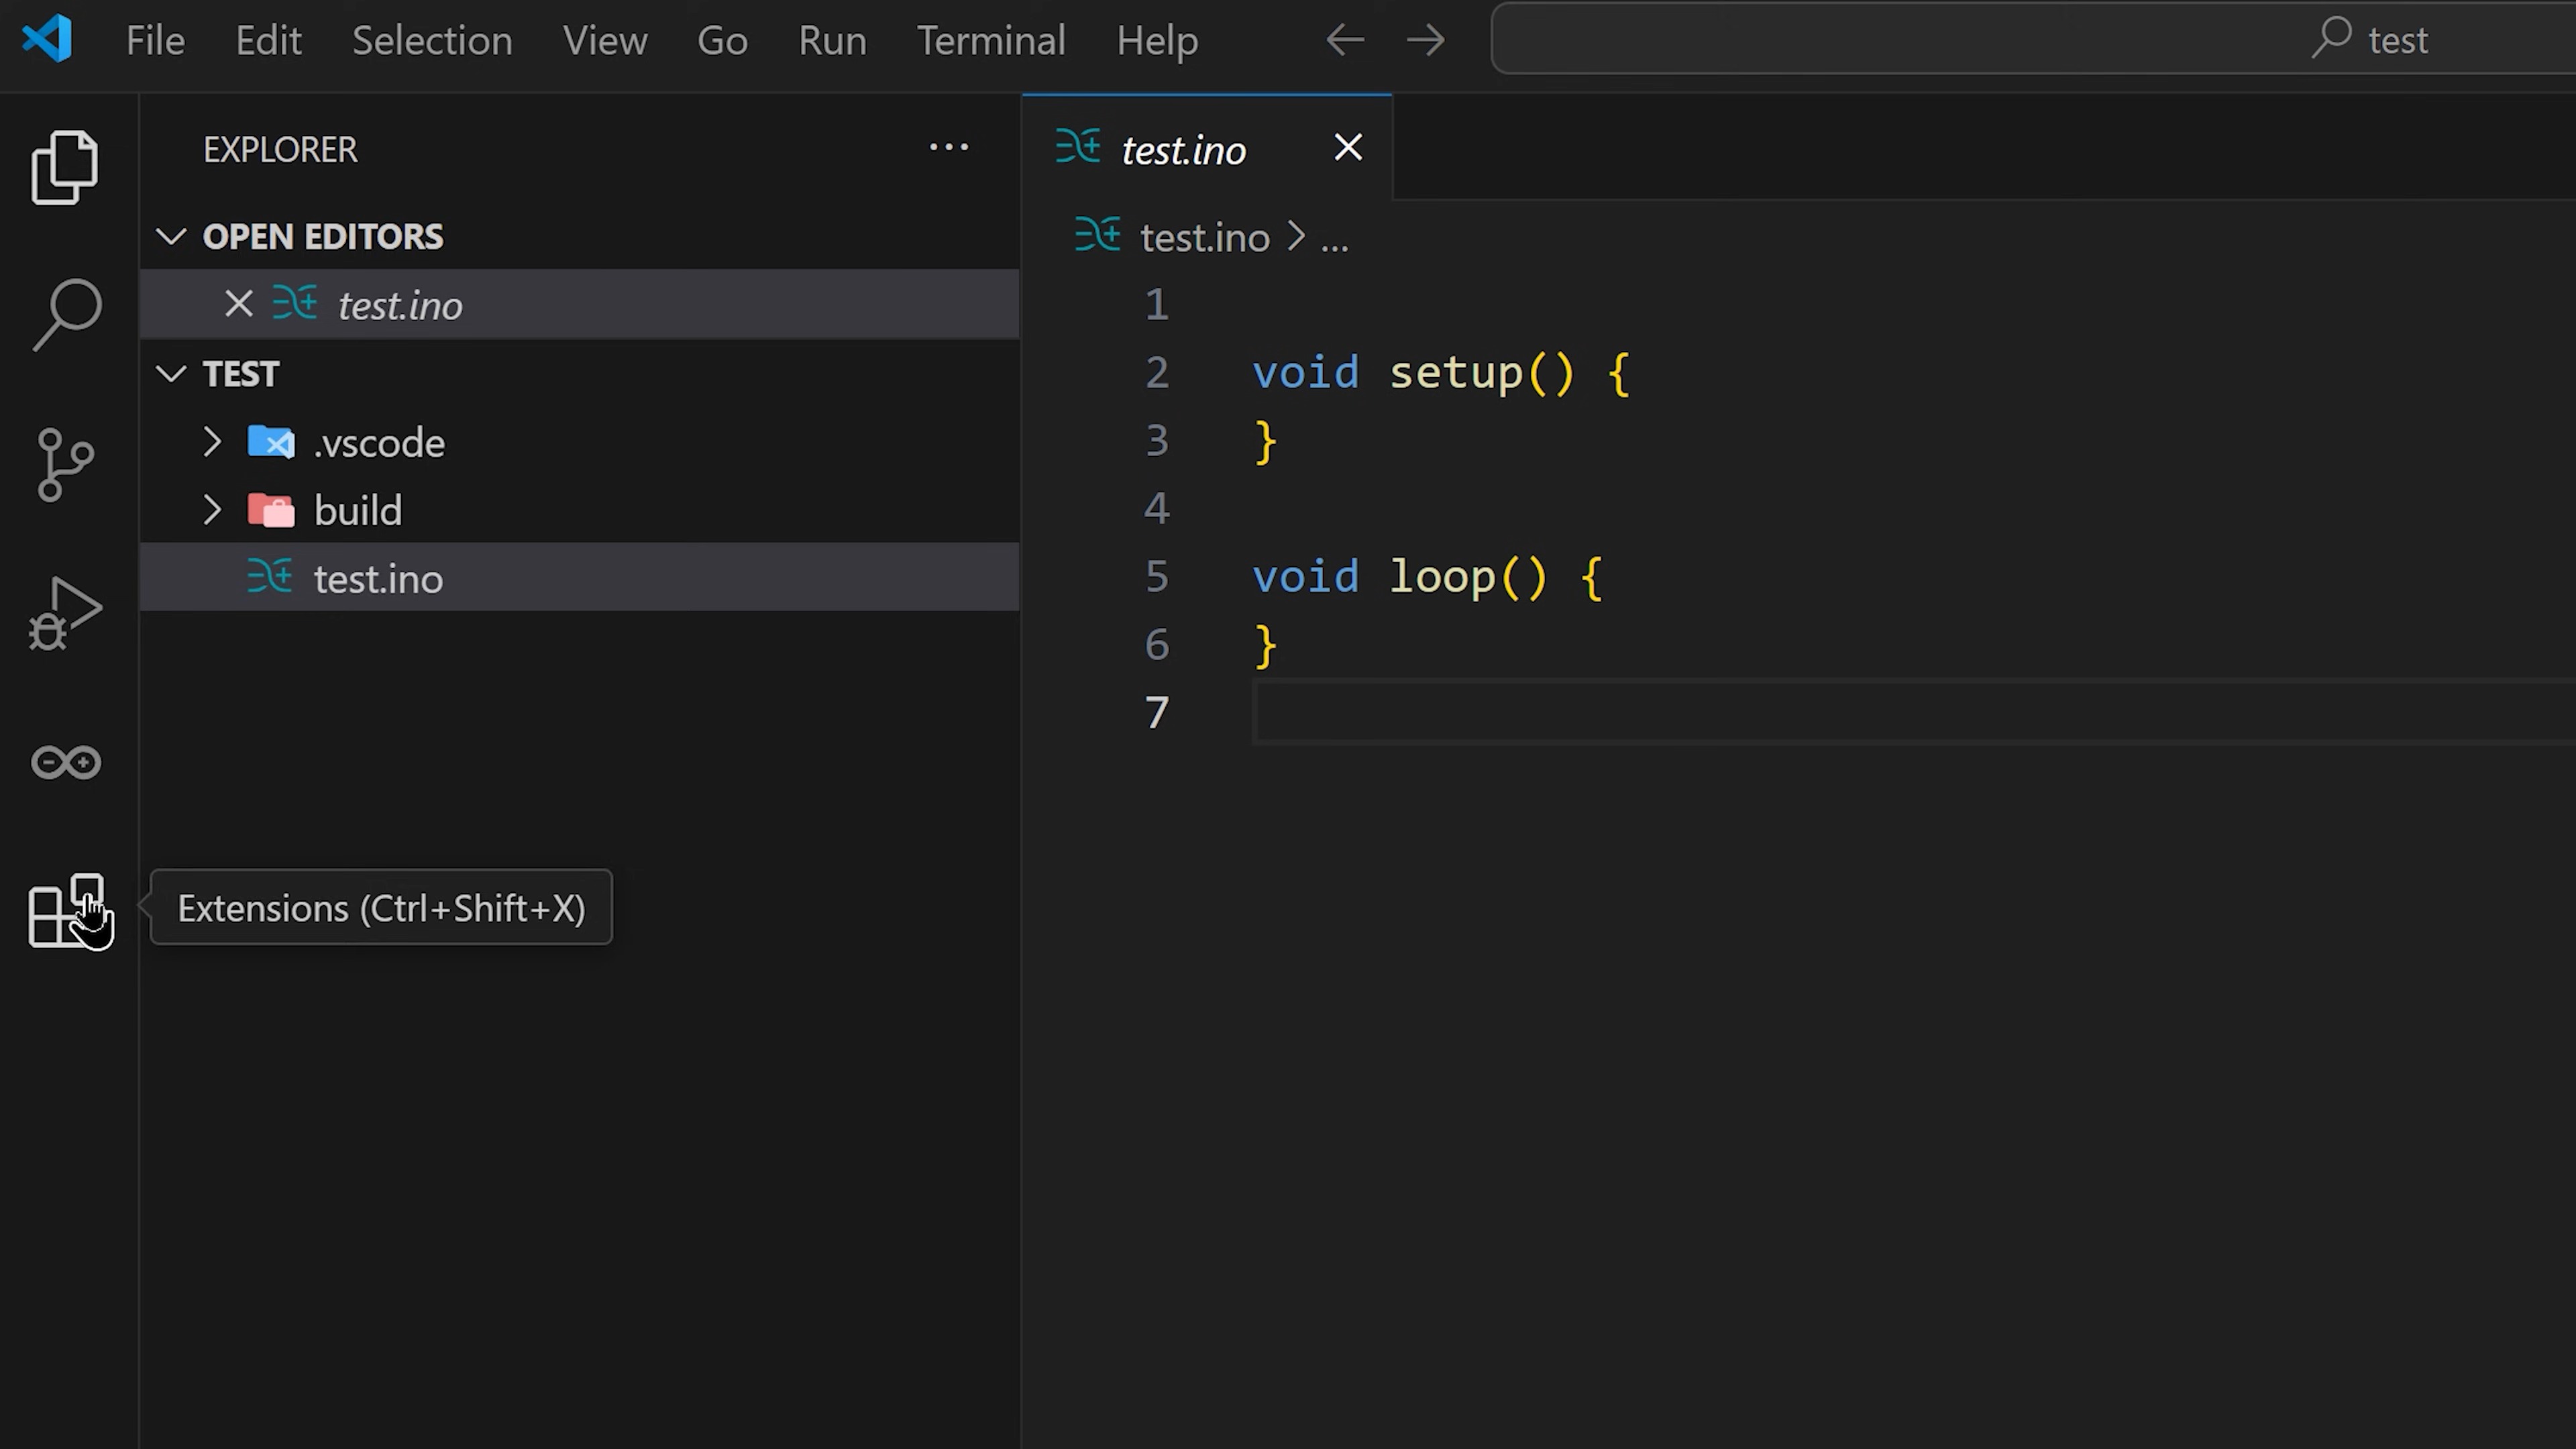 File Edit Selection View Go Run Terminal Help test
EXPLORER ...
OPEN EDITORS
test.ino
TEST
.vscode
build
test.ino
Extensions (Ctrl+Shift+X)
test.ino
test.ino > ...
1
2 void setup() {
3 }
4
5 void loop() {
6 }
7